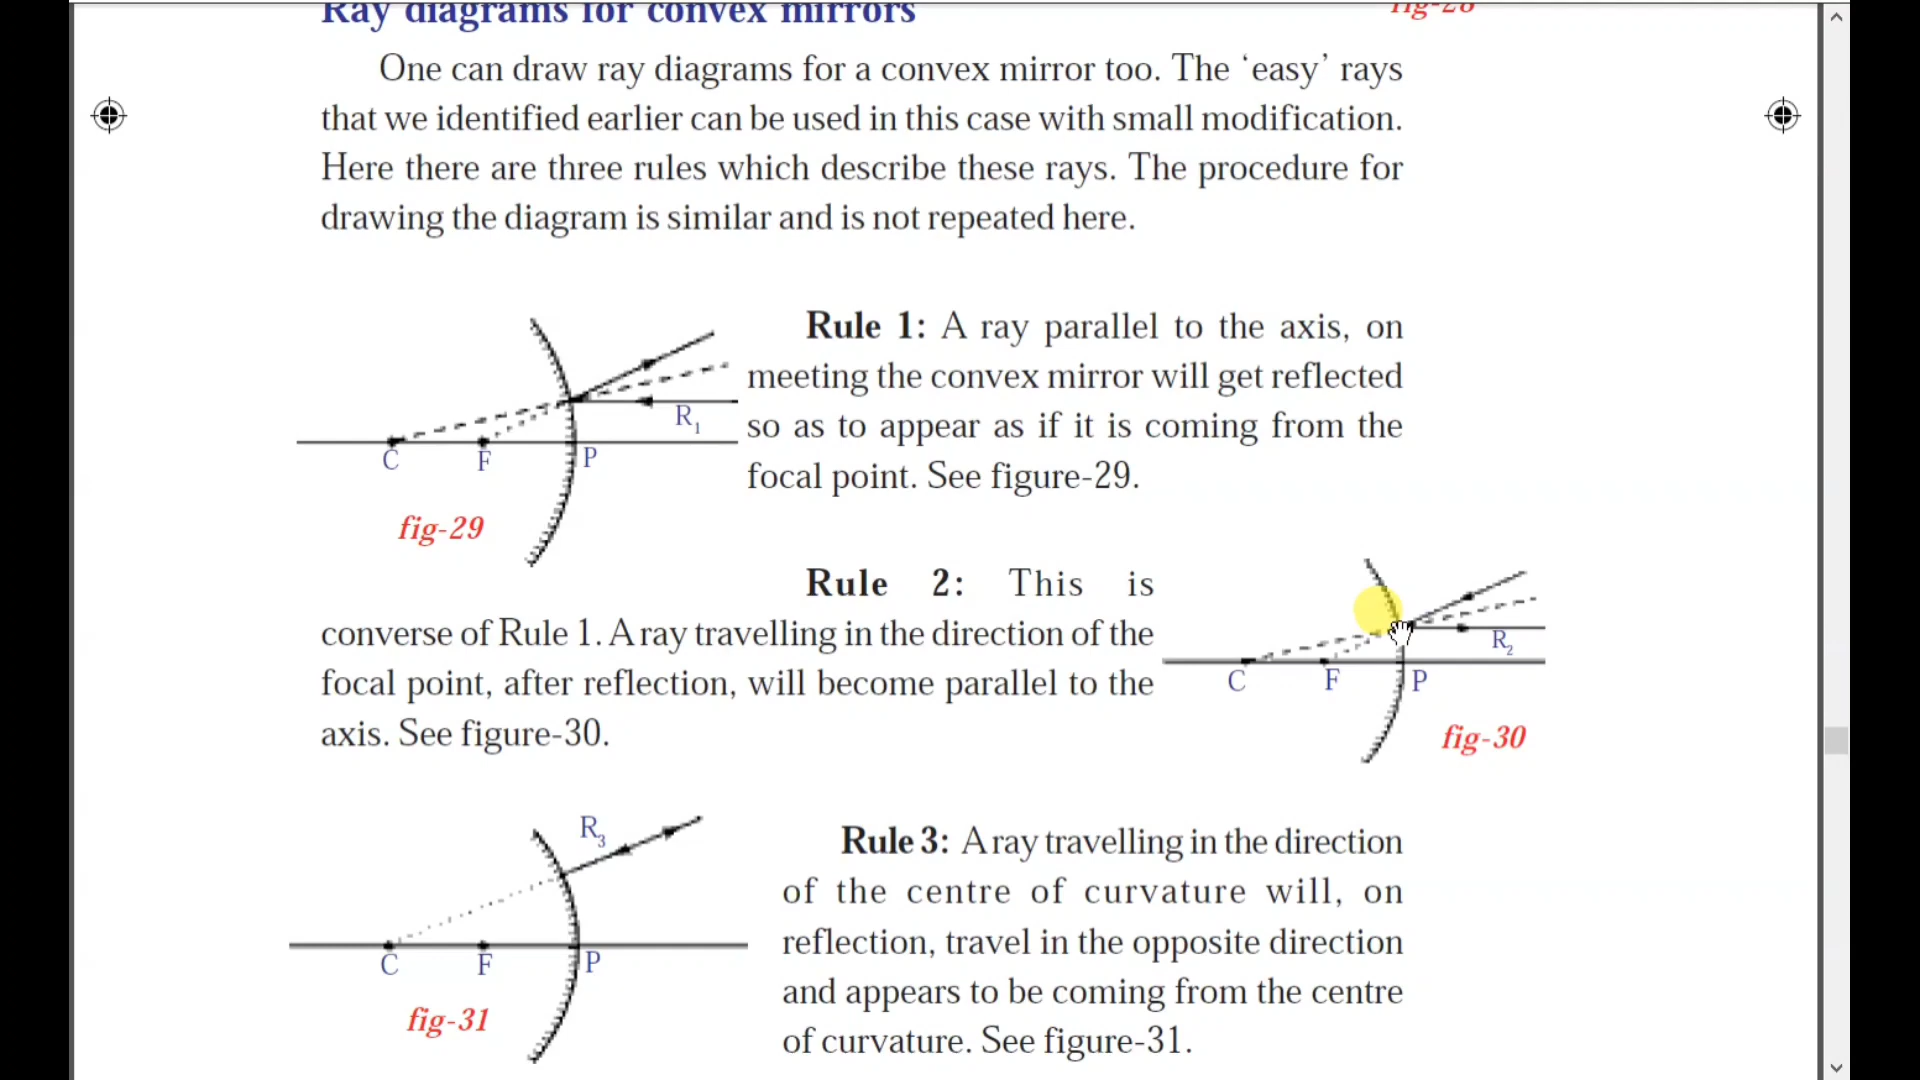 Ray diagrams for convex mirrors
fig-28
One can draw ray diagrams for a convex mirror too. The ‘easy’ rays
that we identified earlier can be used in this case with small modification.
Here there are three rules which describe these rays. The procedure for
drawing the diagram is similar and is not repeated here.
Rule 1: A ray parallel to the axis, on
meeting the convex mirror will get reflected
so as to appear as if it is coming from the
focal point. See figure-29.
R1
C F P
fig-29
Rule 2: This is
converse of Rule 1. A ray travelling in the direction of the
focal point, after reflection, will become parallel to the
axis. See figure-30.
R2
C F P
fig-30
R3
C F P
fig-31
Rule 3: A ray travelling in the direction
of the centre of curvature will, on
reflection, travel in the opposite direction
and appears to be coming from the centre
of curvature. See figure-31.